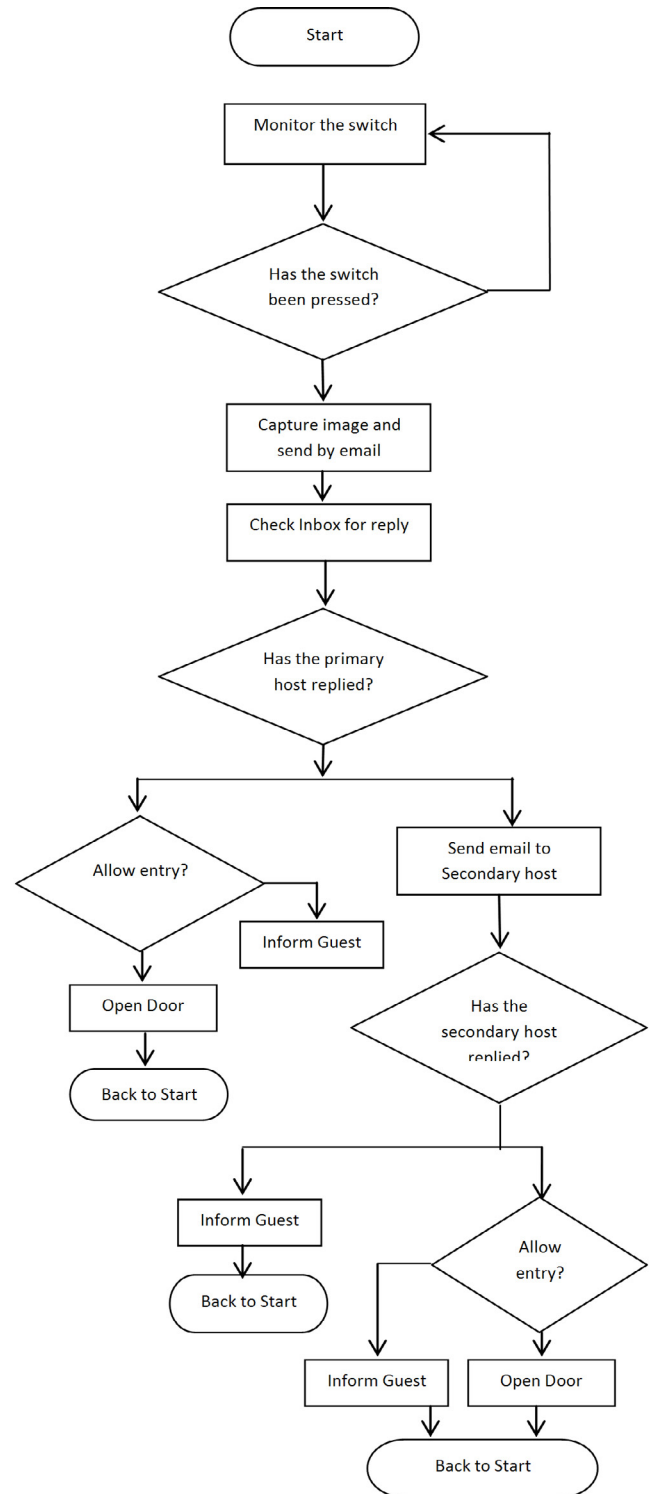 Start
Monitor the switch
Has the switch
been pressed?
Capture image and
send by email
Check Inbox for reply
Has the primary
host replied?
Allow entry?
Send email to
Secondary host
Inform Guest
Open Door
Has the
secondary host
replied?
Back to Start
Inform Guest
Allow
entry?
Back to Start
Inform Guest
Open Door
Back to Start